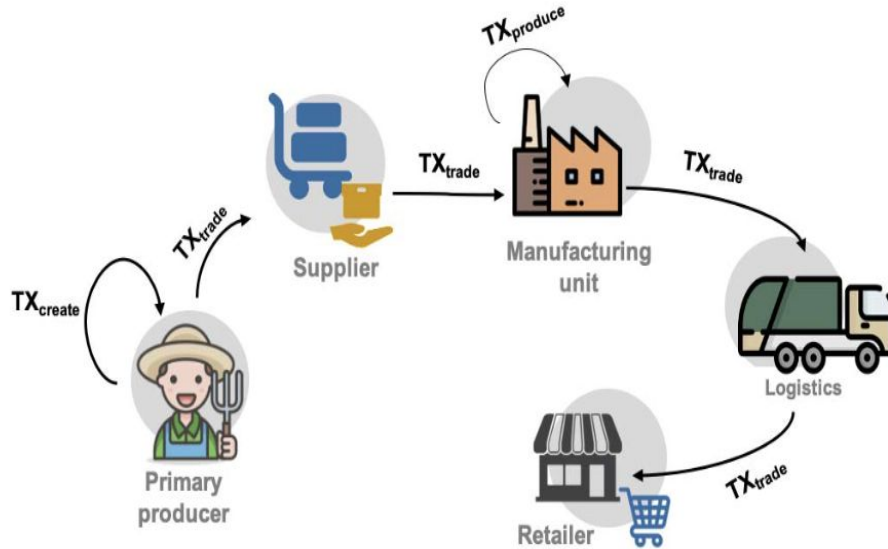 TXproduce
TXtrade
TXtrade
TXtrade
Supplier
Manufacturing
unit
TXcreate
Logistics
Primary
producer
TXtrade
Retailer